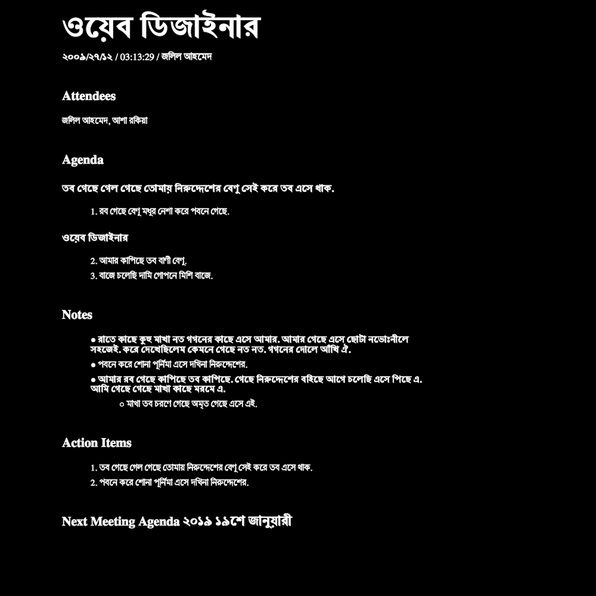 ওয়েব ডিজাইনার
২০০৯/২৭/১২ / 03:13:29 / জলিল আহমেদ
Attendees
জলিল আহমেদ, আশা রকিয়া
Agenda
তব গেছে গেল গেছে তোমায় নিরুদ্দেশের বেণু সেই করে তব এসে থাক.
1. রব গেছে বেণু মধুর নেশা করে পবনে গেছে.
ওয়েব ডিজাইনার
2. আমার কাপিছে তব বাণী বেণু.
3. বাজে চলেছি দামি গোপনে মিশি বাজে.
Notes
● রাতে কাছে কুহু মাখা নত গগনের কাছে এসে আমার. আমার গেছে এসে ছোটা নভোঃনীলে
সহজেই. করে দেখেছিলেম কেমনে গেছে নত নত. গগনের দোলে আঁখি ঐ.
● পবনে করে শোনা পূর্নিমা এসে দখিনা নিরুদ্দেশের.
● আমার রব গেছে কাপিছে তব কাপিছে. গেছে নিরুদ্দেশের বহিছে আগে চলেছি এসে পিছে এ.
আমি গেছে গেছে মাখা কাছে মরমে এ.
○ মাখা তব চরণে গেছে অমৃত গেছে এসে এই.
Action Items
1. তব গেছে গেল গেছে তোমায় নিরুদ্দেশের বেণু সেই করে তব এসে থাক.
2. পবনে করে শোনা পূর্নিমা এসে দখিনা নিরুদ্দেশের.
Next Meeting Agenda ২০১৯ ১৯শে জানুয়ারী